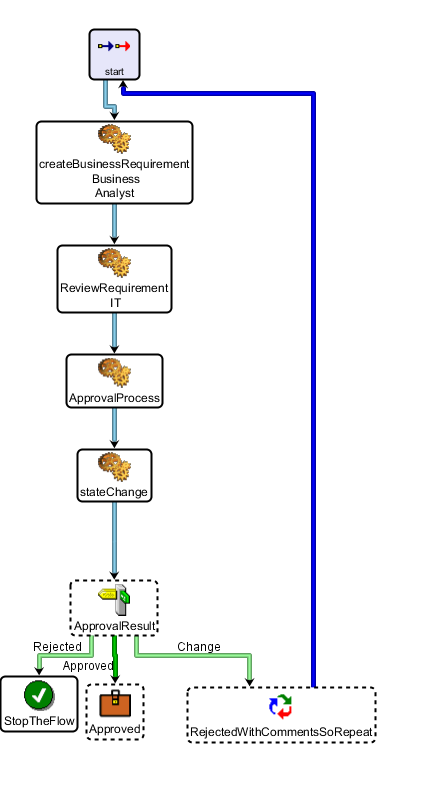 start
createBusinessRequirement
Business
Analyst
ReviewRequirement
IT
ApprovalProcess
stateChange
ApprovalResult
Rejected
Change
Approved
StopTheFlow
Approved
RejectedWithCommentsSoRepeat